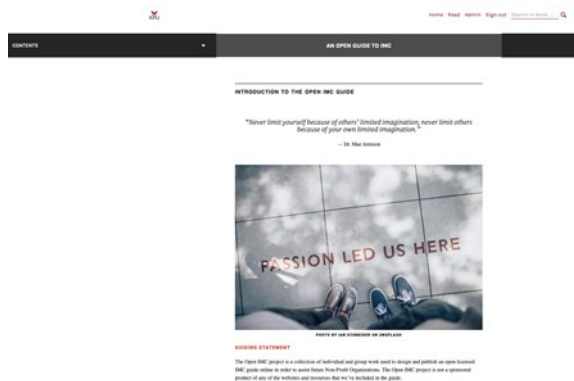 KPU
Home Read Admin Sign out Search in book ...
CONTENTS
AN OPEN GUIDE TO IMC
INTRODUCTION TO THE OPEN IMC GUIDE
"Never limit yourself because of others' limited imagination; never limit others
because of your own limited imagination."
— Dr. Mae Jemison
PASSION LED US HERE
PHOTO BY IAN SCHNEIDER ON UNSPLASH
GUIDING STATEMENT
The Open IMC project is a collection of individual and group work used to design and publish an open licensed
IMC guide online in order to assist future Non-Profit Organizations. The Open IMC project is not a sponsored
product of any of the websites and resources that we've included in the guide.